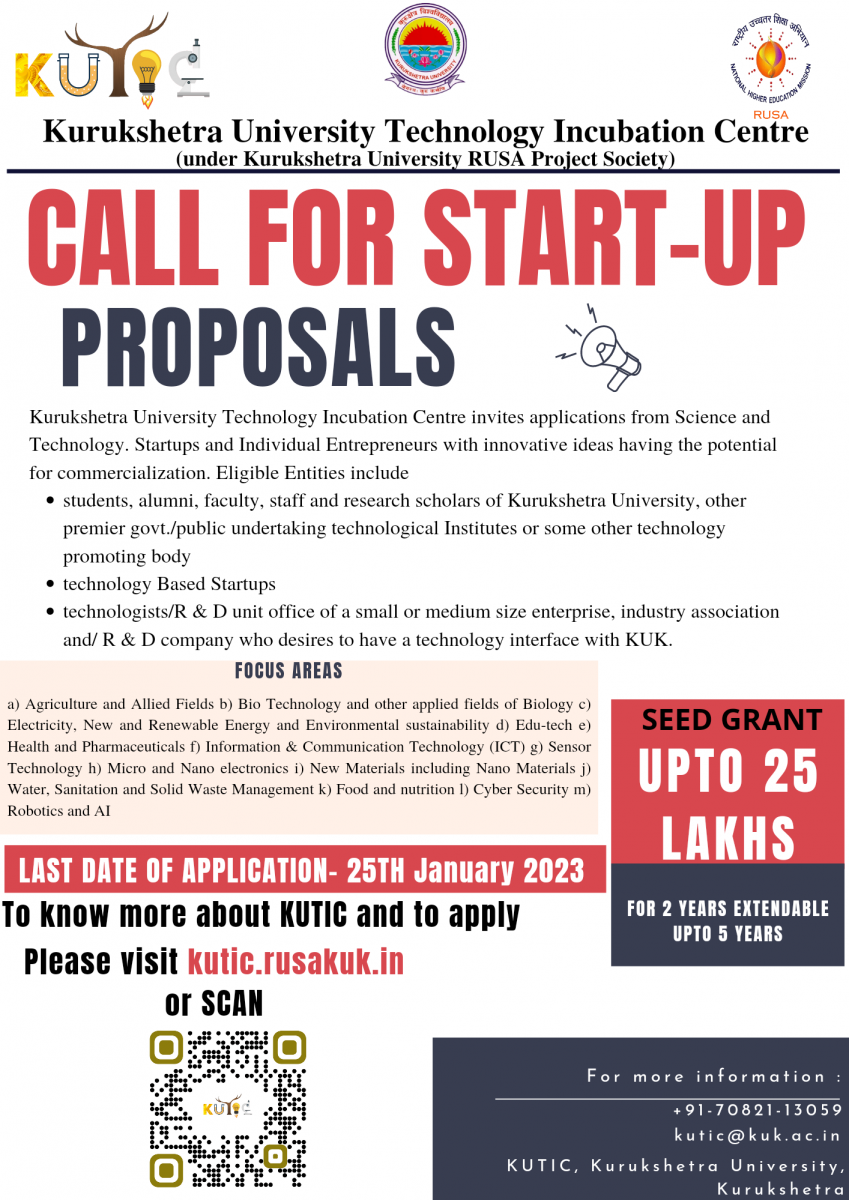 KUTIC
कुरुक्षेत्र विश्वविद्यालय
KURUKSHETRA UNIVERSITY
राष्ट्रीय उच्चतर शिक्षा अभियान
NATIONAL HIGHER EDUCATION MISSION
RUSA
Kurukshetra University Technology Incubation Centre
(under Kurukshetra University RUSA Project Society)
CALL FOR START-UP
PROPOSALS
Kurukshetra University Technology Incubation Centre invites applications from Science and
Technology. Startups and Individual Entrepreneurs with innovative ideas having the potential
for commercialization. Eligible Entities include
• students, alumni, faculty, staff and research scholars of Kurukshetra University, other
premier govt./public undertaking technological Institutes or some other technology
promoting body
• technology Based Startups
• technologists/R & D unit office of a small or medium size enterprise, industry association
and/ R & D company who desires to have a technology interface with KUK.
FOCUS AREAS
a) Agriculture and Allied Fields b) Bio Technology and other applied fields of Biology c)
Electricity, New and Renewable Energy and Environmental sustainability d) Edu-tech e)
Health and Pharmaceuticals f) Information & Communication Technology (ICT) g) Sensor
Technology h) Micro and Nano electronics i) New Materials including Nano Materials j)
Water, Sanitation and Solid Waste Management k) Food and nutrition l) Cyber Security m)
Robotics and AI
SEED GRANT
UPTO 25
LAKHS
FOR 2 YEARS EXTENDABLE
UPTO 5 YEARS
LAST DATE OF APPLICATION- 25TH January 2023
To know more about KUTIC and to apply
Please visit kutic.rusakuk.in
or SCAN
KUTIC
For more information :
+91-70821-13059
kutic@kuk.ac.in
KUTIC, Kurukshetra University,
Kurukshetra